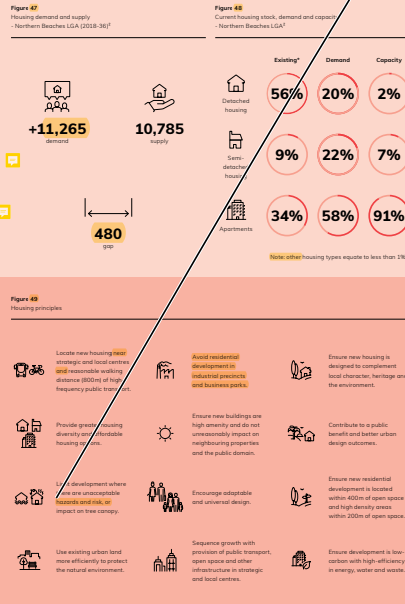 Figure 47
Housing demand and supply
- Northern Beaches LGA (2018-36)²
+11,265
demand
10,785
supply
480
gap
Figure 48
Current housing stock, demand and capacity
- Northern Beaches LGA³
Existing* Demand Capacity
Detached
housing
56% 20% 2%
Semi-
detached
housing
9% 22% 7%
Apartments
34% 58% 91%
Note: other housing types equate to less than 1%
Figure 49
Housing principles
Locate new housing near
strategic and local centres
and reasonable walking
distance (800m) of high
frequency public transport.
Avoid residential
development in
industrial precincts
and business parks.
Ensure new housing is
designed to complement
local character, heritage and
the environment.
Provide greater housing
diversity and affordable
housing options.
Ensure new buildings are
high amenity and do not
unreasonably impact on
neighbouring properties
and the public domain.
Contribute to a public
benefit and better urban
design outcomes.
Limit development where
there are unacceptable
hazards and risk, or
impact on tree canopy.
Encourage adaptable
and universal design.
Ensure new residential
development is located
within 400m of open space
and high density areas
within 200m of open space.
Use existing urban land
more efficiently to protect
the natural environment.
Sequence growth with
provision of public transport,
open space and other
infrastructure in strategic
and local centres.
Ensure development is low-
carbon with high-efficiency
in energy, water and waste.